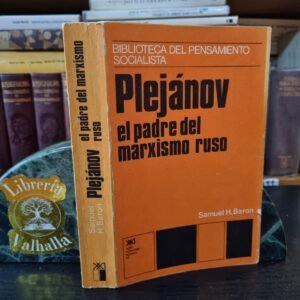 BIBLIOTECA DEL PENSAMIENTO
SOCIALISTA
Plejánov
el padre del
marxismo ruso
Samuel H. Baron
Plejánov el padre del marxismo
ruso
Samuel
H. Baron
Librería
Valhalla